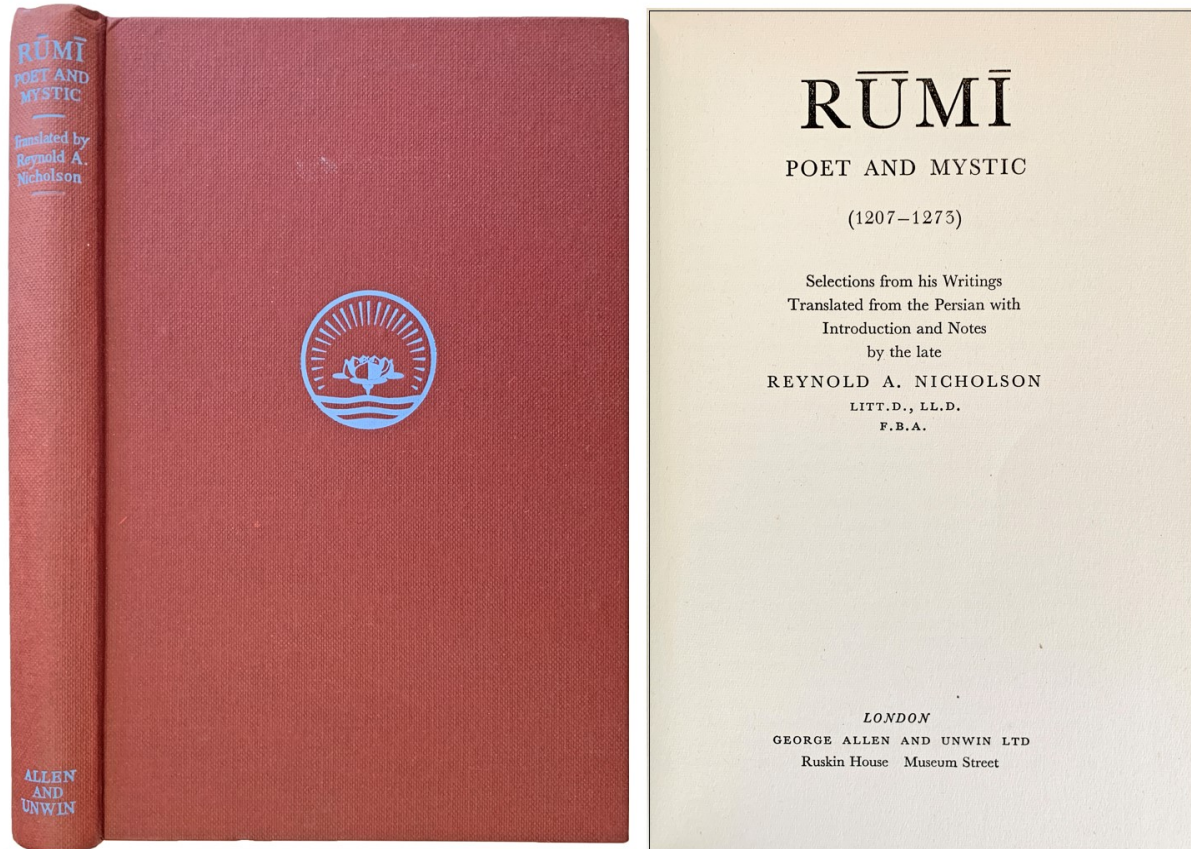 RŪMĪ
POET AND
MYSTIC
Translated by
Reynold A.
Nicholson
ALLEN
AND
UNWIN
RŪMĪ
POET AND MYSTIC
(1207–1273)
Selections from his Writings
Translated from the Persian with
Introduction and Notes
by the late
REYNOLD A. NICHOLSON
LITT.D., LL.D.
F.B.A.
LONDON
GEORGE ALLEN AND UNWIN LTD
Ruskin House Museum Street